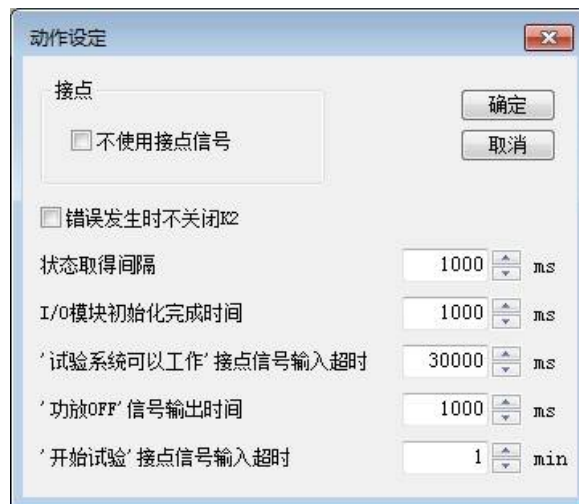 动作设定
接点
不使用接点信号
确定
取消
错误发生时不关闭K2
状态取得间隔 1000 ms
I/O模块初始化完成时间 1000 ms
'试验系统可以工作'接点信号输入超时 30000 ms
'功放OFF'信号输出时间 1000 ms
'开始试验'接点信号输入超时 1 min